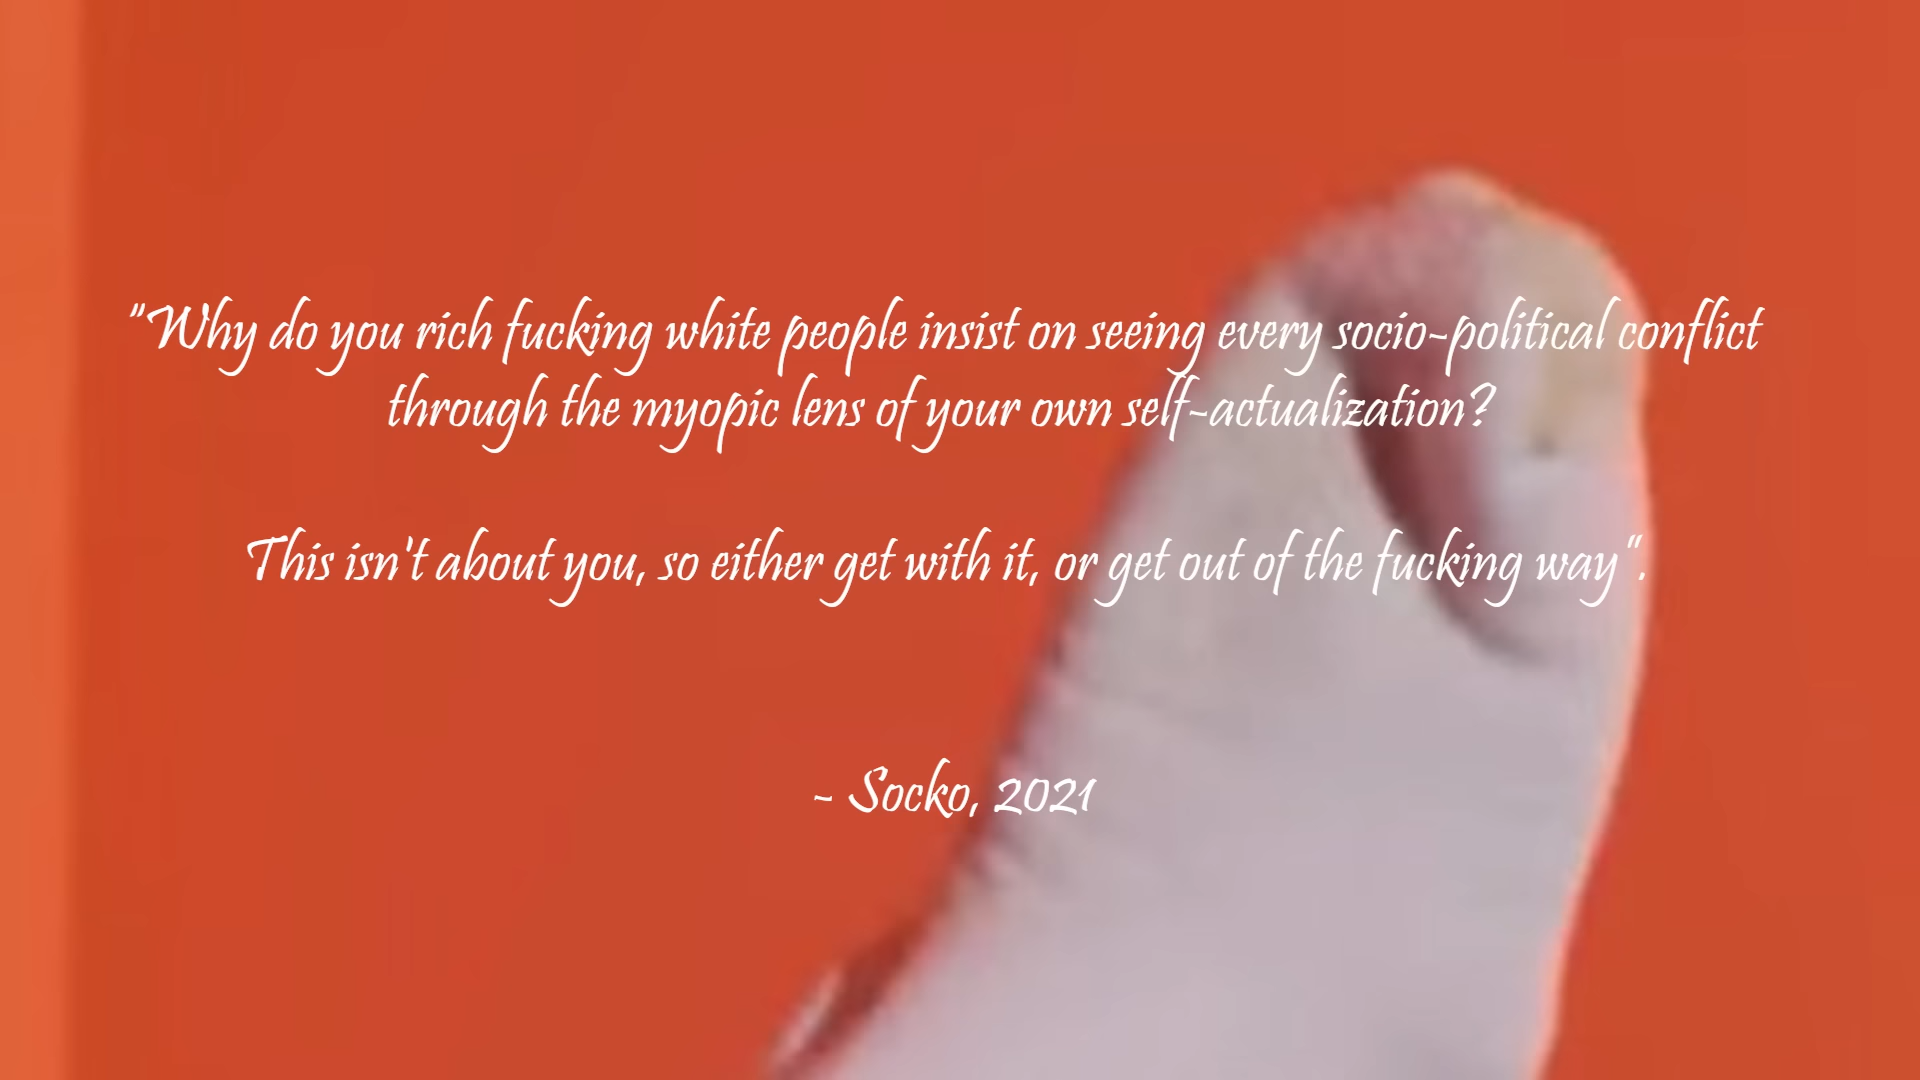 "Why do you rich fucking white people insist on seeing every socio-political conflict
through the myopic lens of your own self-actualization?
This isn't about you, so either get with it, or get out of the fucking way".
~ Socko, 2021